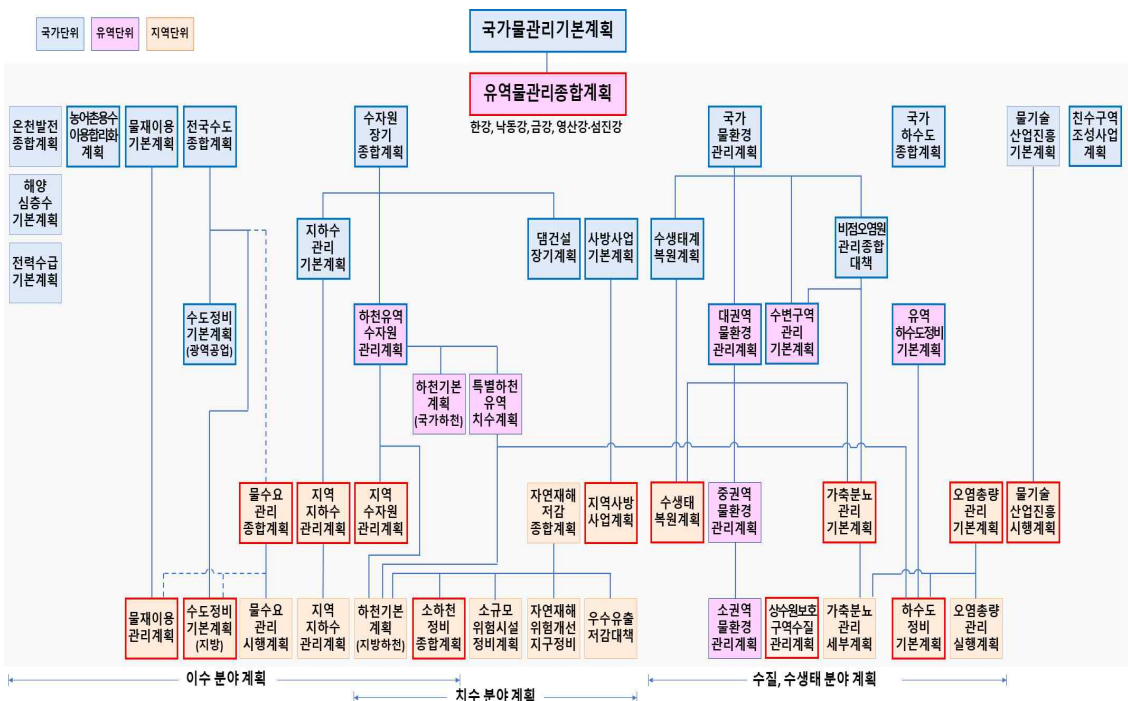 국가단위
유역단위
지역단위
국가물관리기본계획
유역물관리종합계획
한강, 낙동강, 금강, 영산강·섬진강
온천발전
종합계획
농어촌용수
이용합리화
계획
물재이용
기본계획
전국수도
종합계획
수자원
장기
종합계획
국가
물환경
관리계획
국가
하수도
종합계획
물기술
산업진흥
기본계획
친수구역
조성사업
계획
해양
심층수
기본계획
전력수급
기본계획
지하수
관리
기본계획
댐건설
장기계획
사방사업
기본계획
수생태계
복원계획
비점오염원
관리종합
대책
수도정비
기본계획
(광역공업)
하천유역
수자원
관리계획
대권역
물환경
관리계획
수변구역
관리
기본계획
유역
하수도정비
기본계획
하천기본
계획
(국가하천)
특별하천
유역
치수계획
물수요
관리
종합계획
지역
지하수
관리계획
지역
수자원
관리계획
자연재해
저감
종합계획
지역사방
사업계획
수생태
복원계획
중권역
물환경
관리계획
가축분뇨
관리
기본계획
오염총량
관리
기본계획
물기술
산업진흥
시행계획
물재이용
관리계획
수도정비
기본계획
(지방)
물수요
관리
시행계획
지역
지하수
관리계획
하천기본
계획
(지방하천)
소하천
정비
종합계획
소규모
위험시설
정비계획
자연재해
위험개선
지구정비
우수유출
저감대책
소권역
물환경
관리계획
상수원보호
구역수질
관리계획
가축분뇨
관리
세부계획
하수도
정비
기본계획
오염총량
관리
실행계획
이수 분야 계획
치수 분야 계획
수질, 수생태 분야 계획